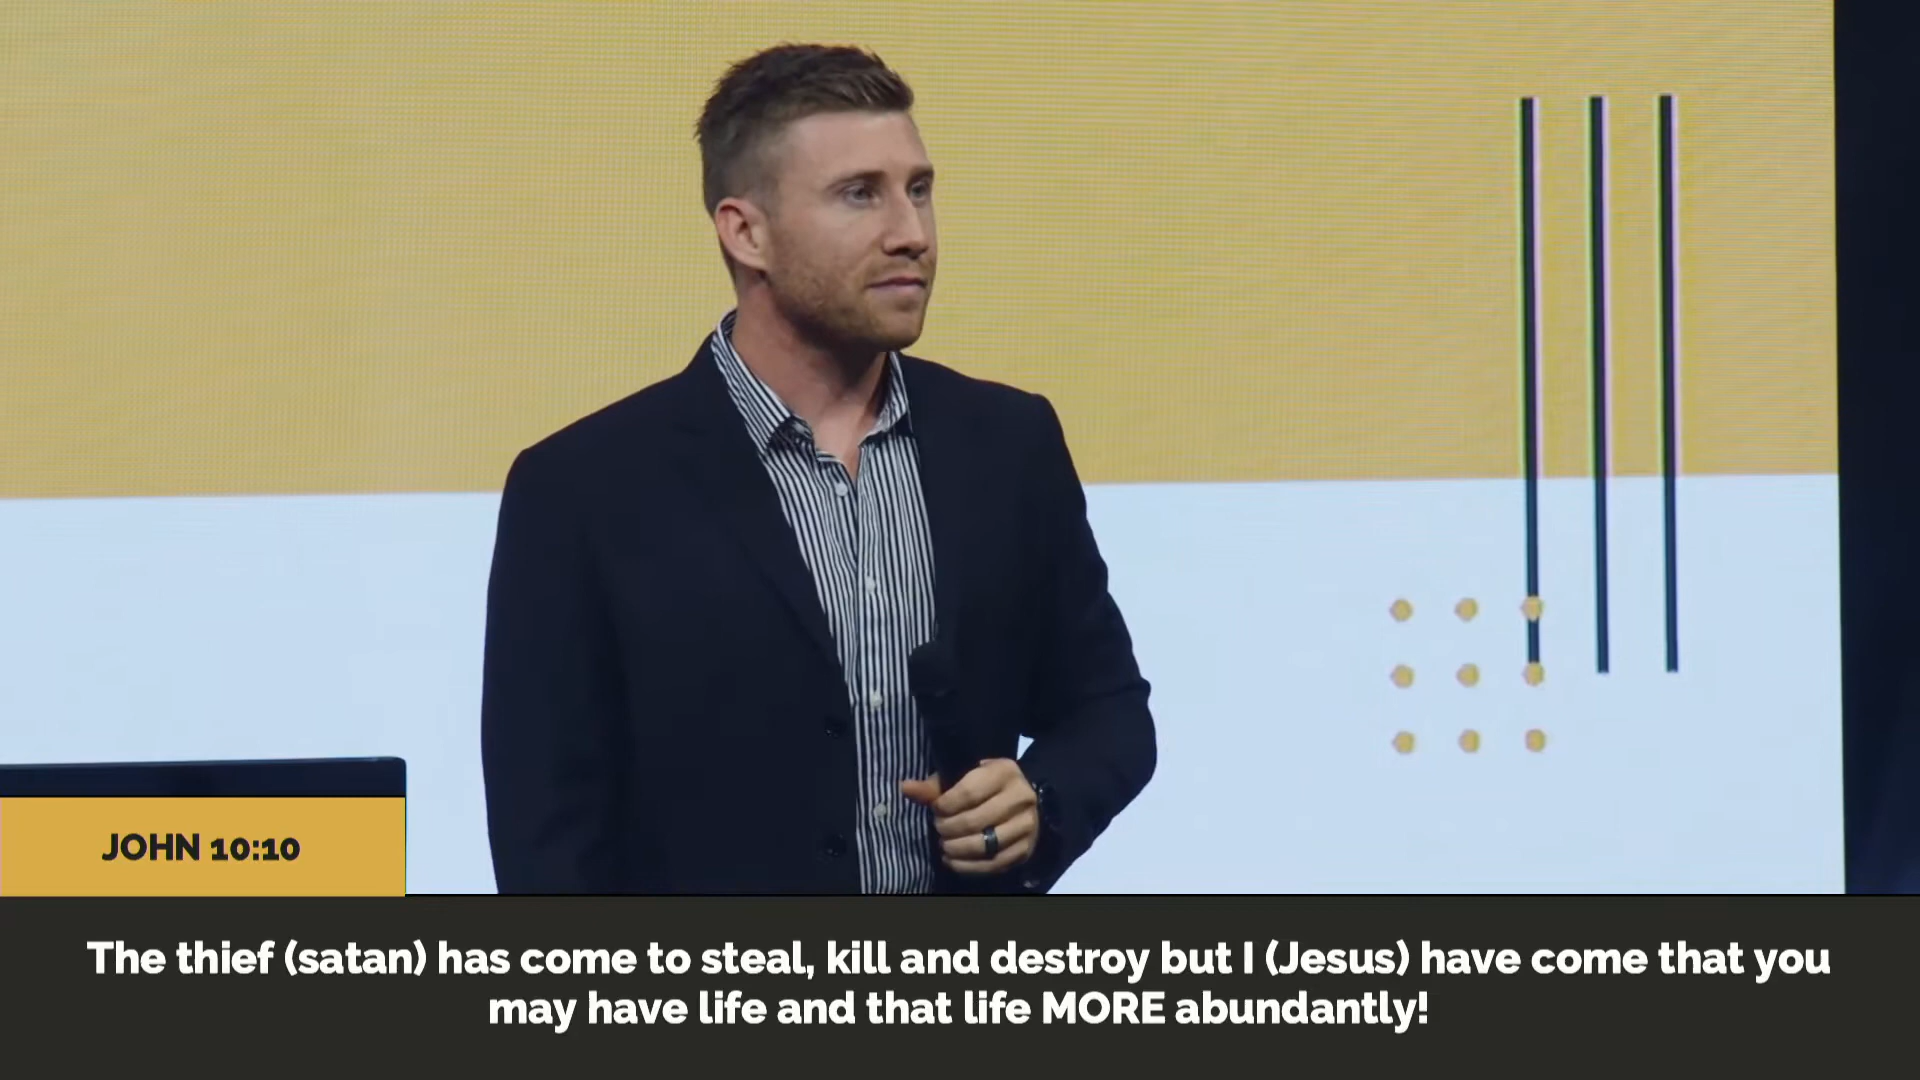 JOHN 10:10
The thief (satan) has come to steal, kill and destroy but I (Jesus) have come that you
may have life and that life MORE abundantly!